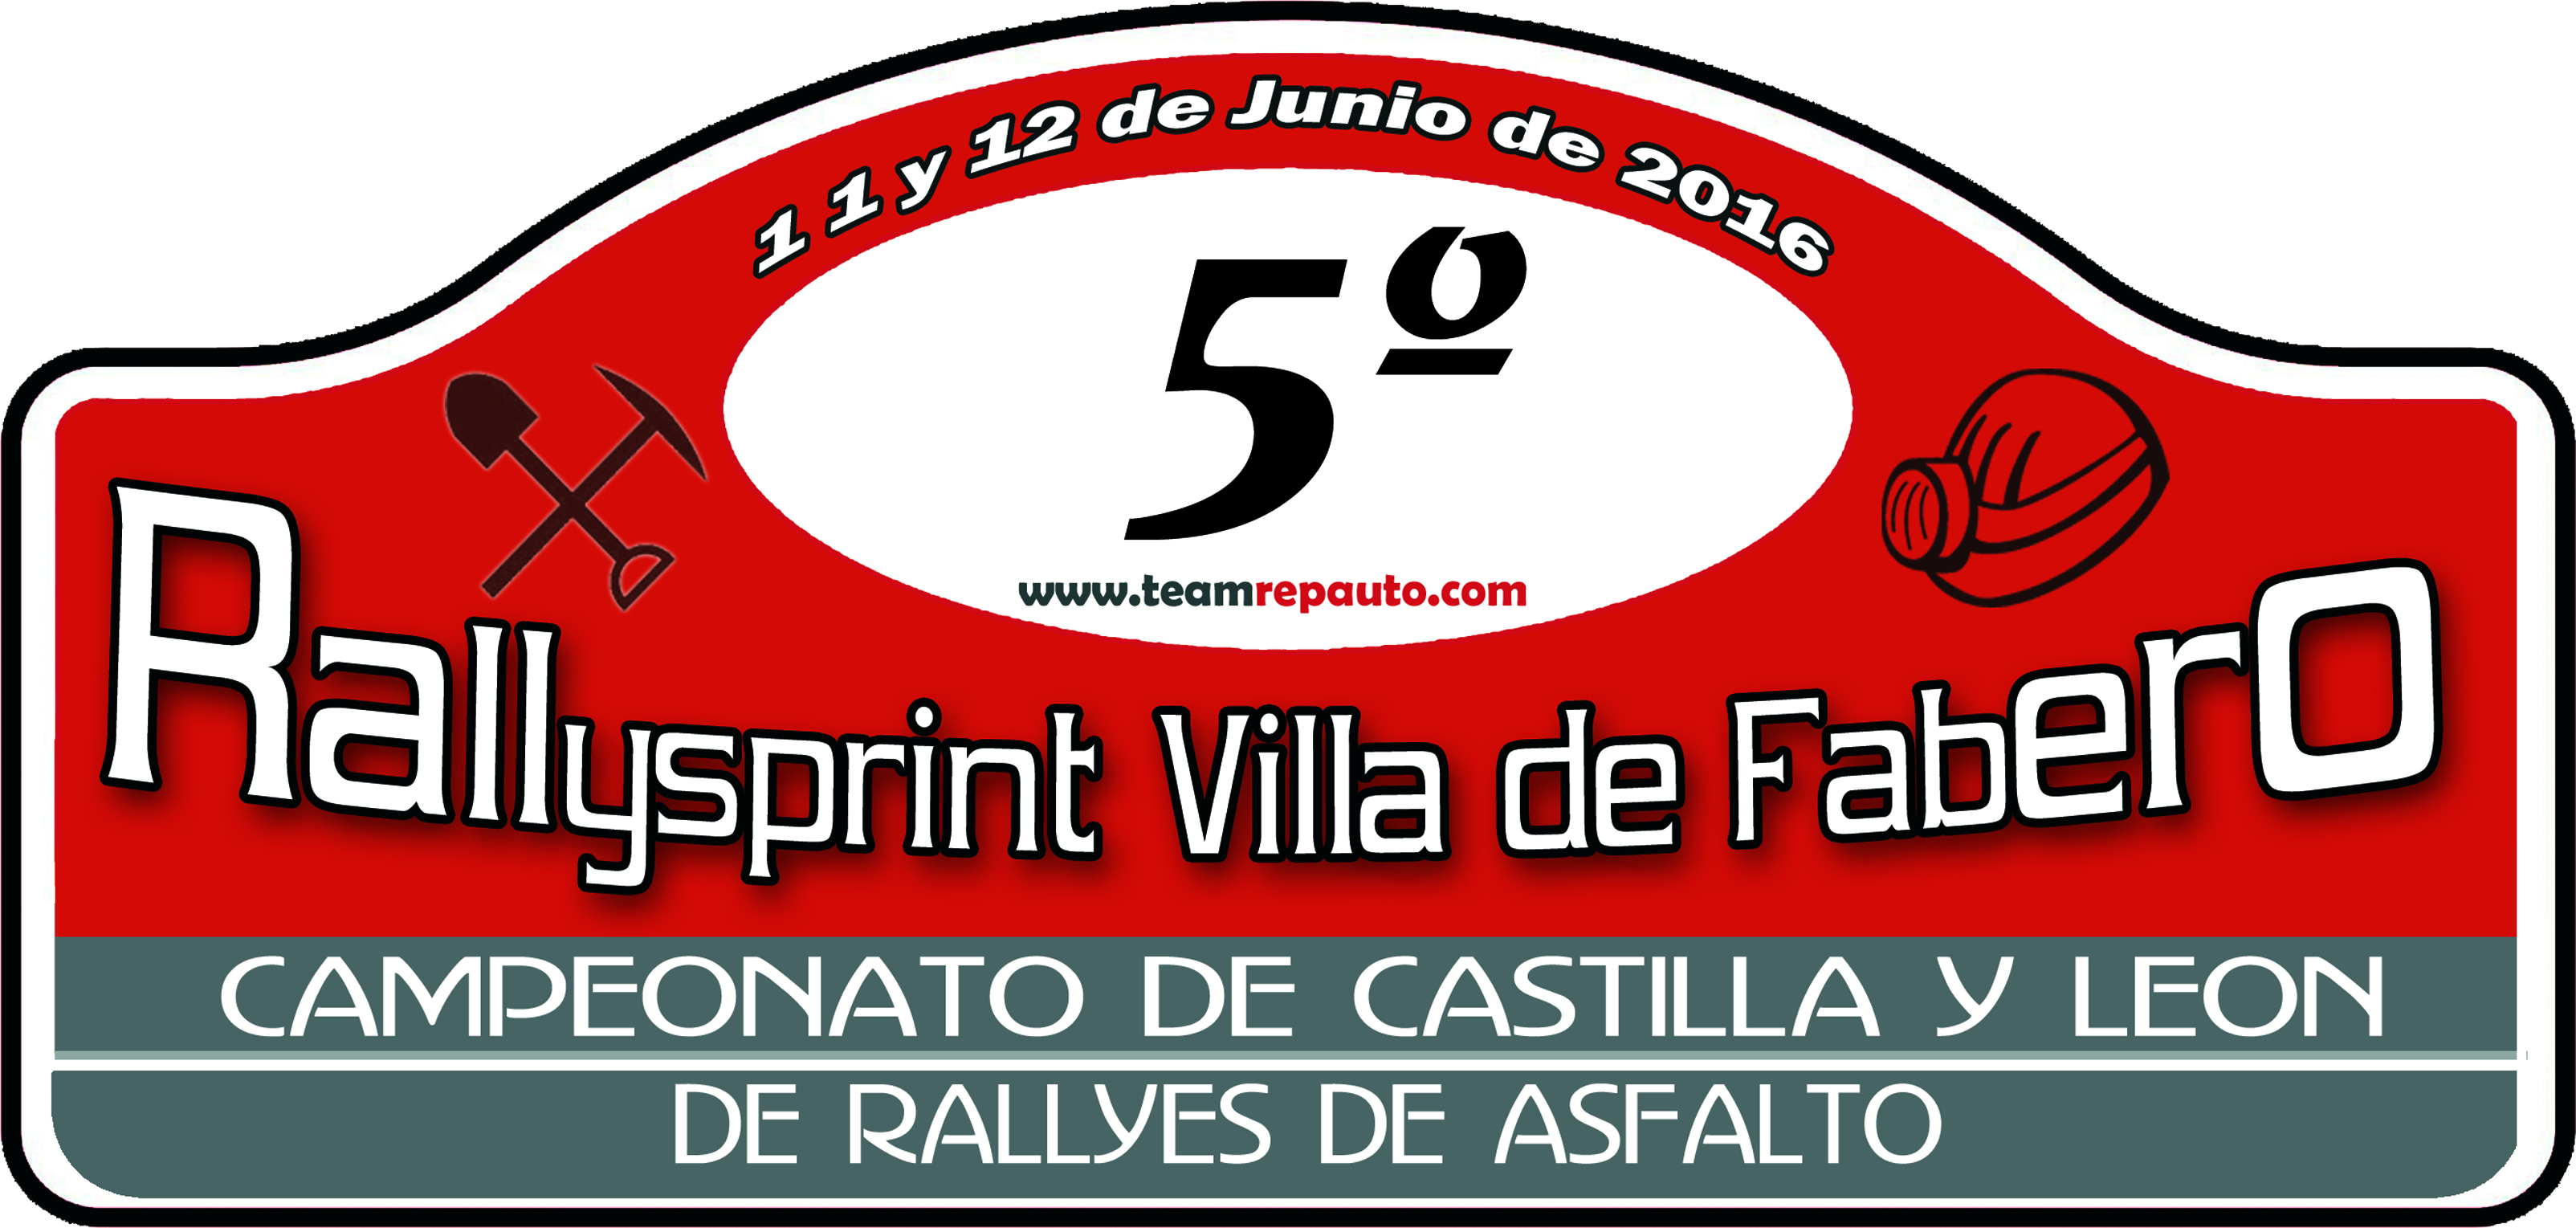 11 y 12 de Junio de 2016
5º
www.teamrepauto.com
Rallysprint Villa de Fabero
CAMPEONATO DE CASTILLA Y LEON
DE RALLYES DE ASFALTO